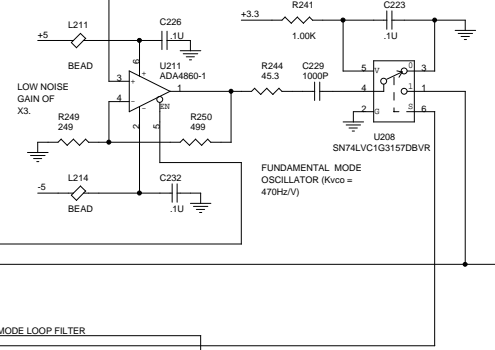 R241
C223
L211
C226
+3.3
+5
.1U
1.00K
.1U
6
U211
ADA4860-1
BEAD
R244
45.3
C229
1000P
5
V
0
3
3
+
+
1
4
1
1
LOW NOISE
GAIN OF
X3.
4
-
EN
2
G
S
6
R249
249
2
-
5
R250
499
U208
SN74LVC1G3157DBVR
FUNDAMENTAL MODE
OSCILLATOR (Kvco =
470Hz/V)
L214
C232
-5
BEAD
.1U
MODE LOOP FILTER